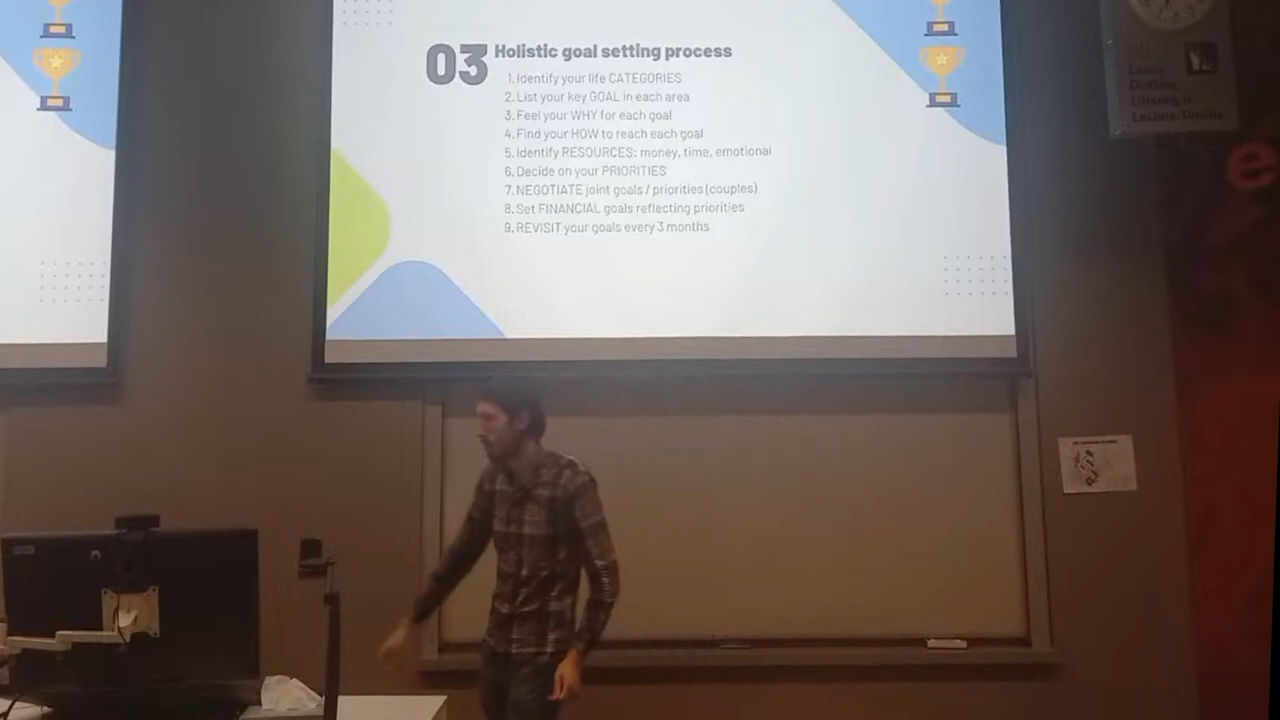 03 Holistic goal setting process
1. Identify your life CATEGORIES
2. List your key GOAL in each area
3. Feel your WHY for each goal
4. Find your HOW to reach each goal
5. Identify RESOURCES: money, time, emotional
6. Decide on your PRIORITIES
7. NEGOTIATE joint goals / priorities (couples)
8. Set FINANCIAL goals reflecting priorities
9. REVISIT your goals every 3 months
e